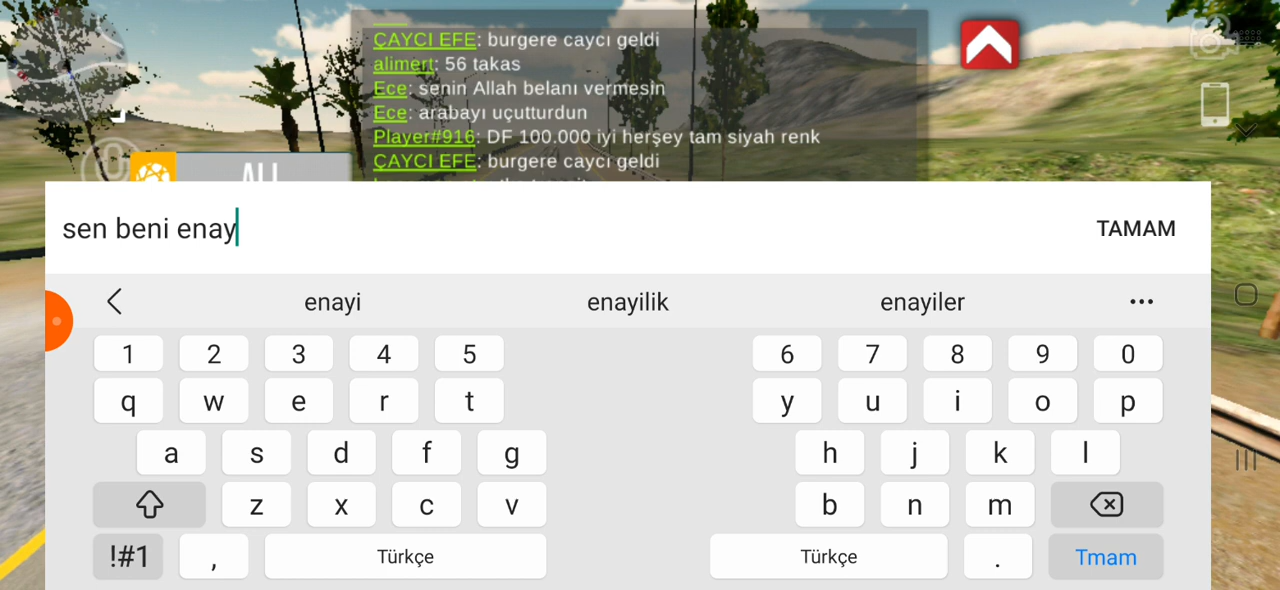 ÇAYCI EFE: burgere caycı geldi
alimert: 56 takas
Ece: senin Allah belanı vermesin
Ece: arabayı uçutturdun
Player#916: DF 100.000 iyi herşey tam siyah renk
ÇAYCI EFE: burgere caycı geldi
sen beni enay
TAMAM
enayi enayilik enayiler
1 2 3 4 5 6 7 8 9 0
q w e r t y u i o p
a s d f g h j k l
z x c v b n m
!#1 , Türkçe Türkçe . Tmam